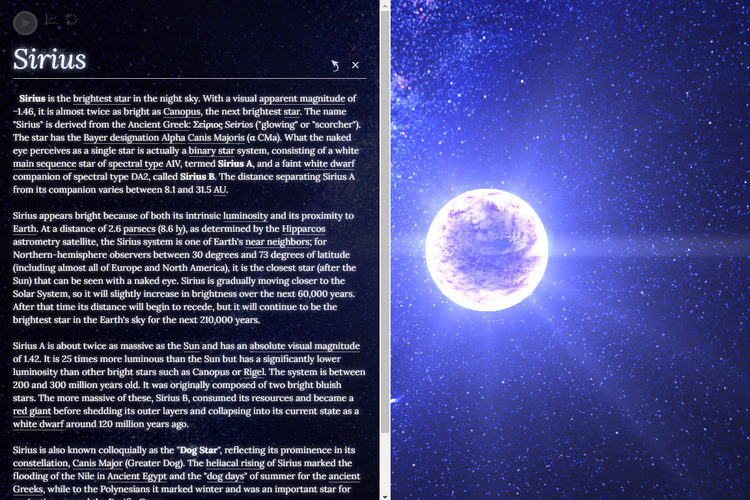 Sirius
Sirius is the brightest star in the night sky. With a visual apparent magnitude of
−1.46, it is almost twice as bright as Canopus, the next brightest star. The name
"Sirius" is derived from the Ancient Greek: Σείριος Seirios ("glowing" or "scorcher").
The star has the Bayer designation Alpha Canis Majoris (α CMa). What the naked
eye perceives as a single star is actually a binary star system, consisting of a white
main sequence star of spectral type A1V, termed Sirius A, and a faint white dwarf
companion of spectral type DA2, called Sirius B. The distance separating Sirius A
from its companion varies between 8.1 and 31.5 AU.
Sirius appears bright because of both its intrinsic luminosity and its proximity to
Earth. At a distance of 2.6 parsecs (8.6 ly), as determined by the Hipparcos
astrometry satellite, the Sirius system is one of Earth's near neighbors; for
Northern-hemisphere observers between 30 degrees and 73 degrees of latitude
(including almost all of Europe and North America), it is the closest star (after the
Sun) that can be seen with a naked eye. Sirius is gradually moving closer to the
Solar System, so it will slightly increase in brightness over the next 60,000 years.
After that time its distance will begin to recede, but it will continue to be the
brightest star in the Earth's sky for the next 210,000 years.
Sirius A is about twice as massive as the Sun and has an absolute visual magnitude
of 1.42. It is 25 times more luminous than the Sun but has a significantly lower
luminosity than other bright stars such as Canopus or Rigel. The system is between
200 and 300 million years old. It was originally composed of two bright bluish
stars. The more massive of these, Sirius B, consumed its resources and became a
red giant before shedding its outer layers and collapsing into its current state as a
white dwarf around 120 million years ago.
Sirius is also known colloquially as the "Dog Star", reflecting its prominence in its
constellation, Canis Major (Greater Dog). The heliacal rising of Sirius marked the
flooding of the Nile in Ancient Egypt and the "dog days" of summer for the ancient
Greeks, while to the Polynesians it marked winter and was an important star for